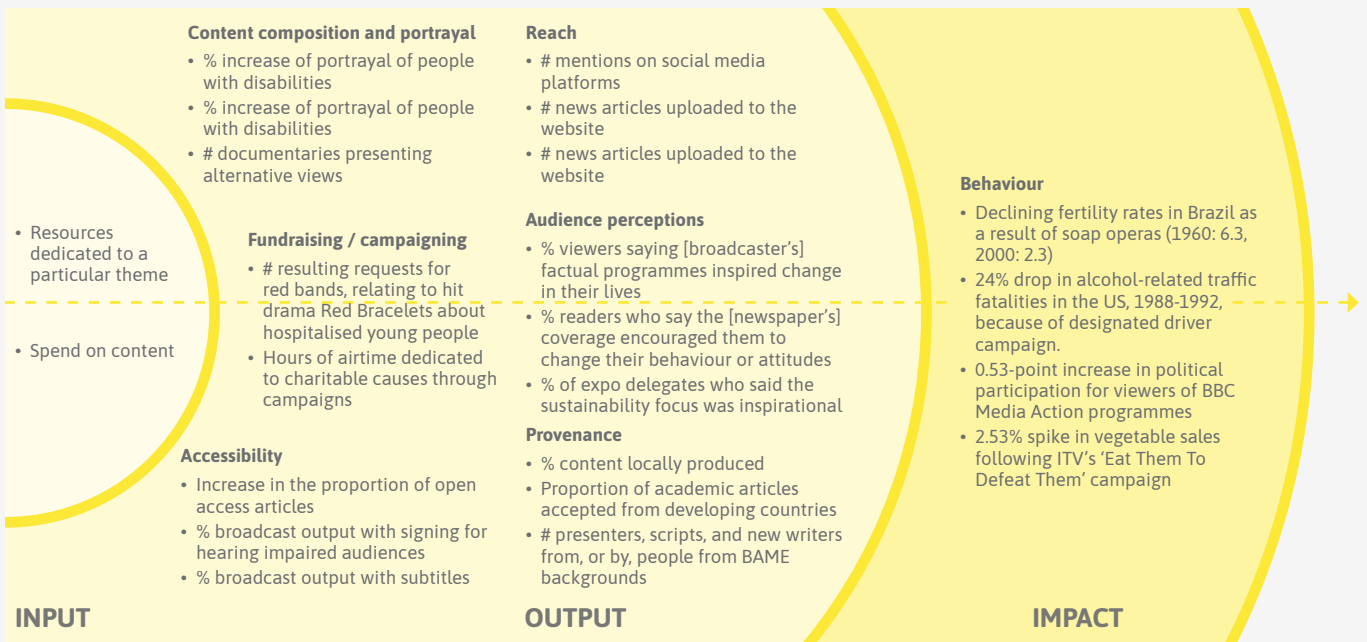 • Resources
dedicated to a
particular theme
• Spend on content
INPUT
Content composition and portrayal
• % increase of portrayal of people
with disabilities
• % increase of portrayal of people
with disabilities
• # documentaries presenting
alternative views
Fundraising / campaigning
• # resulting requests for
red bands, relating to hit
drama Red Bracelets about
hospitalised young people
• Hours of airtime dedicated
to charitable causes through
campaigns
Accessibility
• Increase in the proportion of open
access articles
• % broadcast output with signing for
hearing impaired audiences
• % broadcast output with subtitles
Reach
• # mentions on social media
platforms
• # news articles uploaded to the
website
• # news articles uploaded to the
website
Audience perceptions
• % viewers saying [broadcaster's]
factual programmes inspired change
in their lives
• % readers who say the [newspaper's]
coverage encouraged them to
change their behaviour or attitudes
• % of expo delegates who said the
sustainability focus was inspirational
Provenance
• % content locally produced
• Proportion of academic articles
accepted from developing countries
• # presenters, scripts, and new writers
from, or by, people from BAME
backgrounds
OUTPUT
Behaviour
• Declining fertility rates in Brazil as
a result of soap operas (1960: 6.3,
2000: 2.3)
• 24% drop in alcohol-related traffic
fatalities in the US, 1988-1992,
because of designated driver
campaign.
• 0.53-point increase in political
participation for viewers of BBC
Media Action programmes
• 2.53% spike in vegetable sales
following ITV's ‘Eat Them To
Defeat Them’ campaign
IMPACT